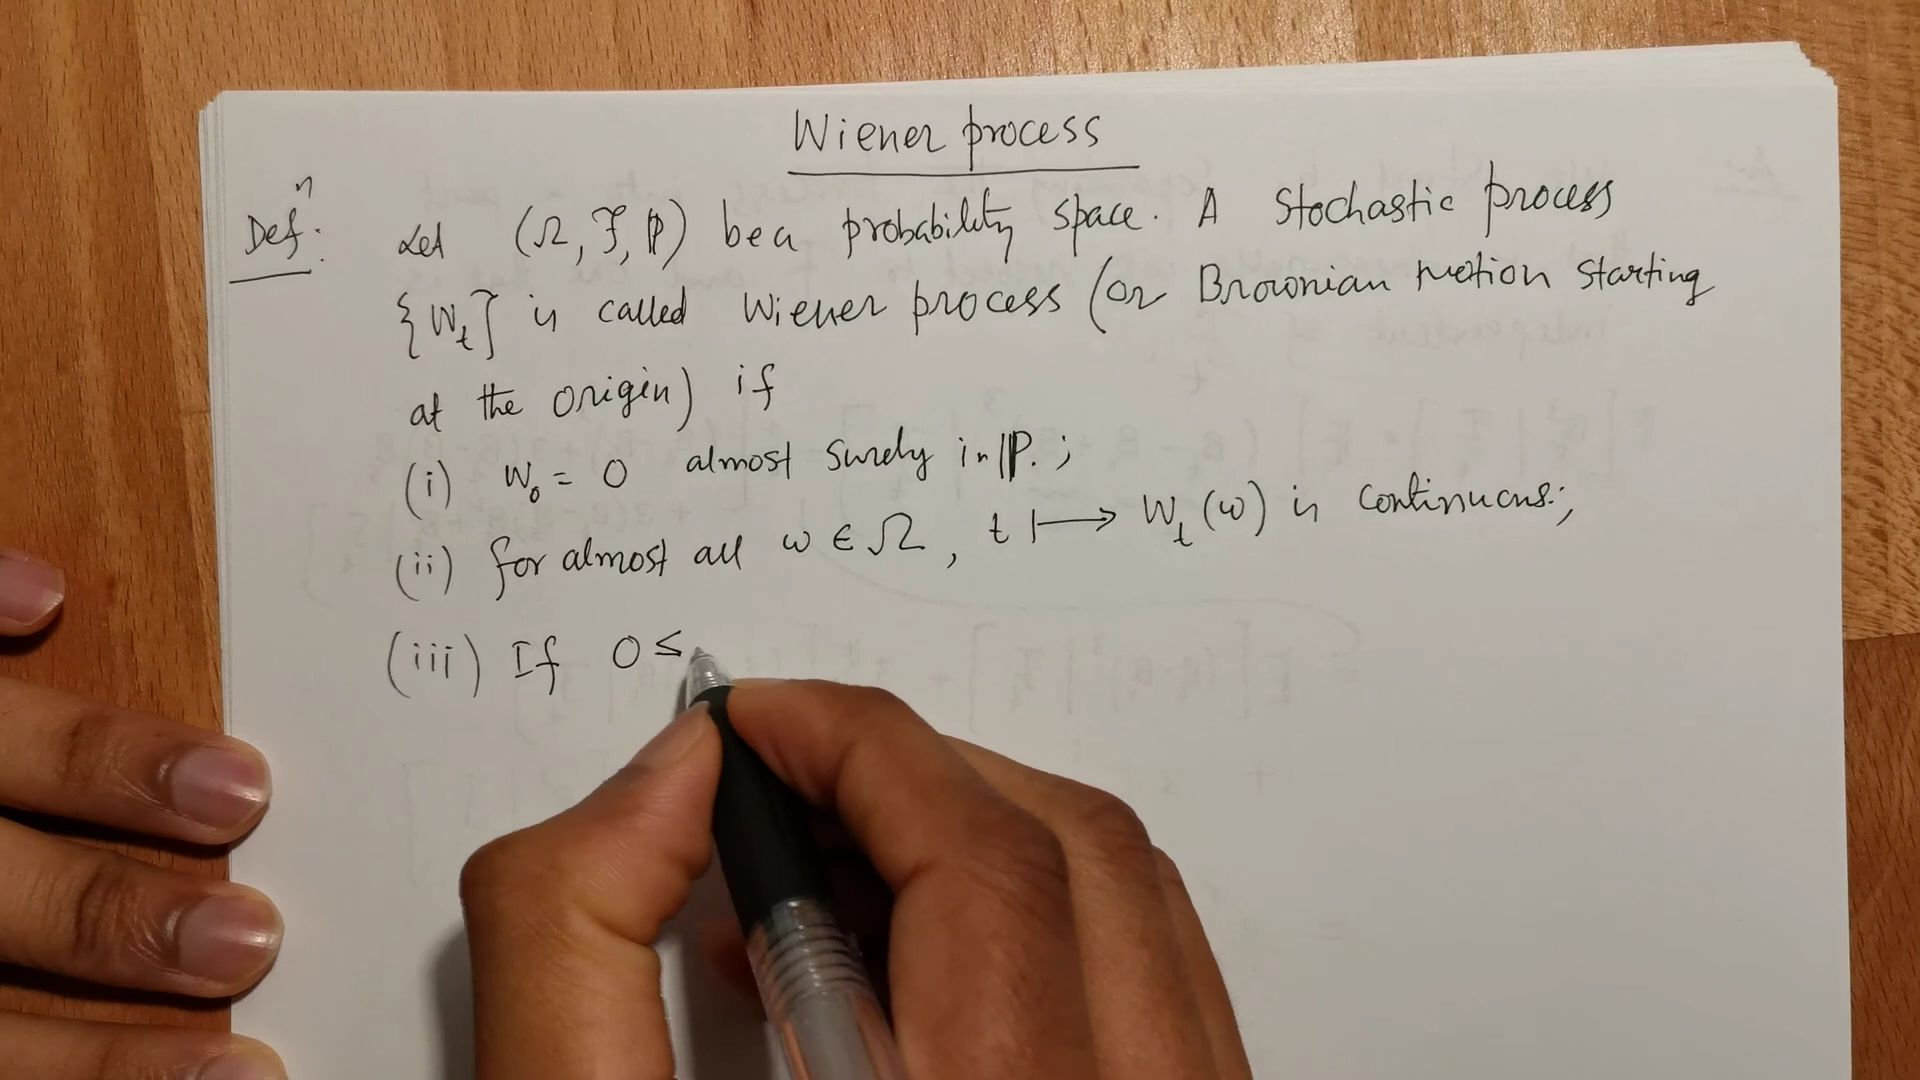 Wiener process
Defn: Let (Ω, ℱ, ℙ) be a probability space. A Stochastic process
{W_t} is called Wiener process (or Brownian motion starting
at the origin) if
(i) W_0 = 0 almost surely in ℙ. ;
(ii) for almost all ω ∈ Ω, t ↦ W_t(ω) is continuous. ;
(iii) If 0 ≤